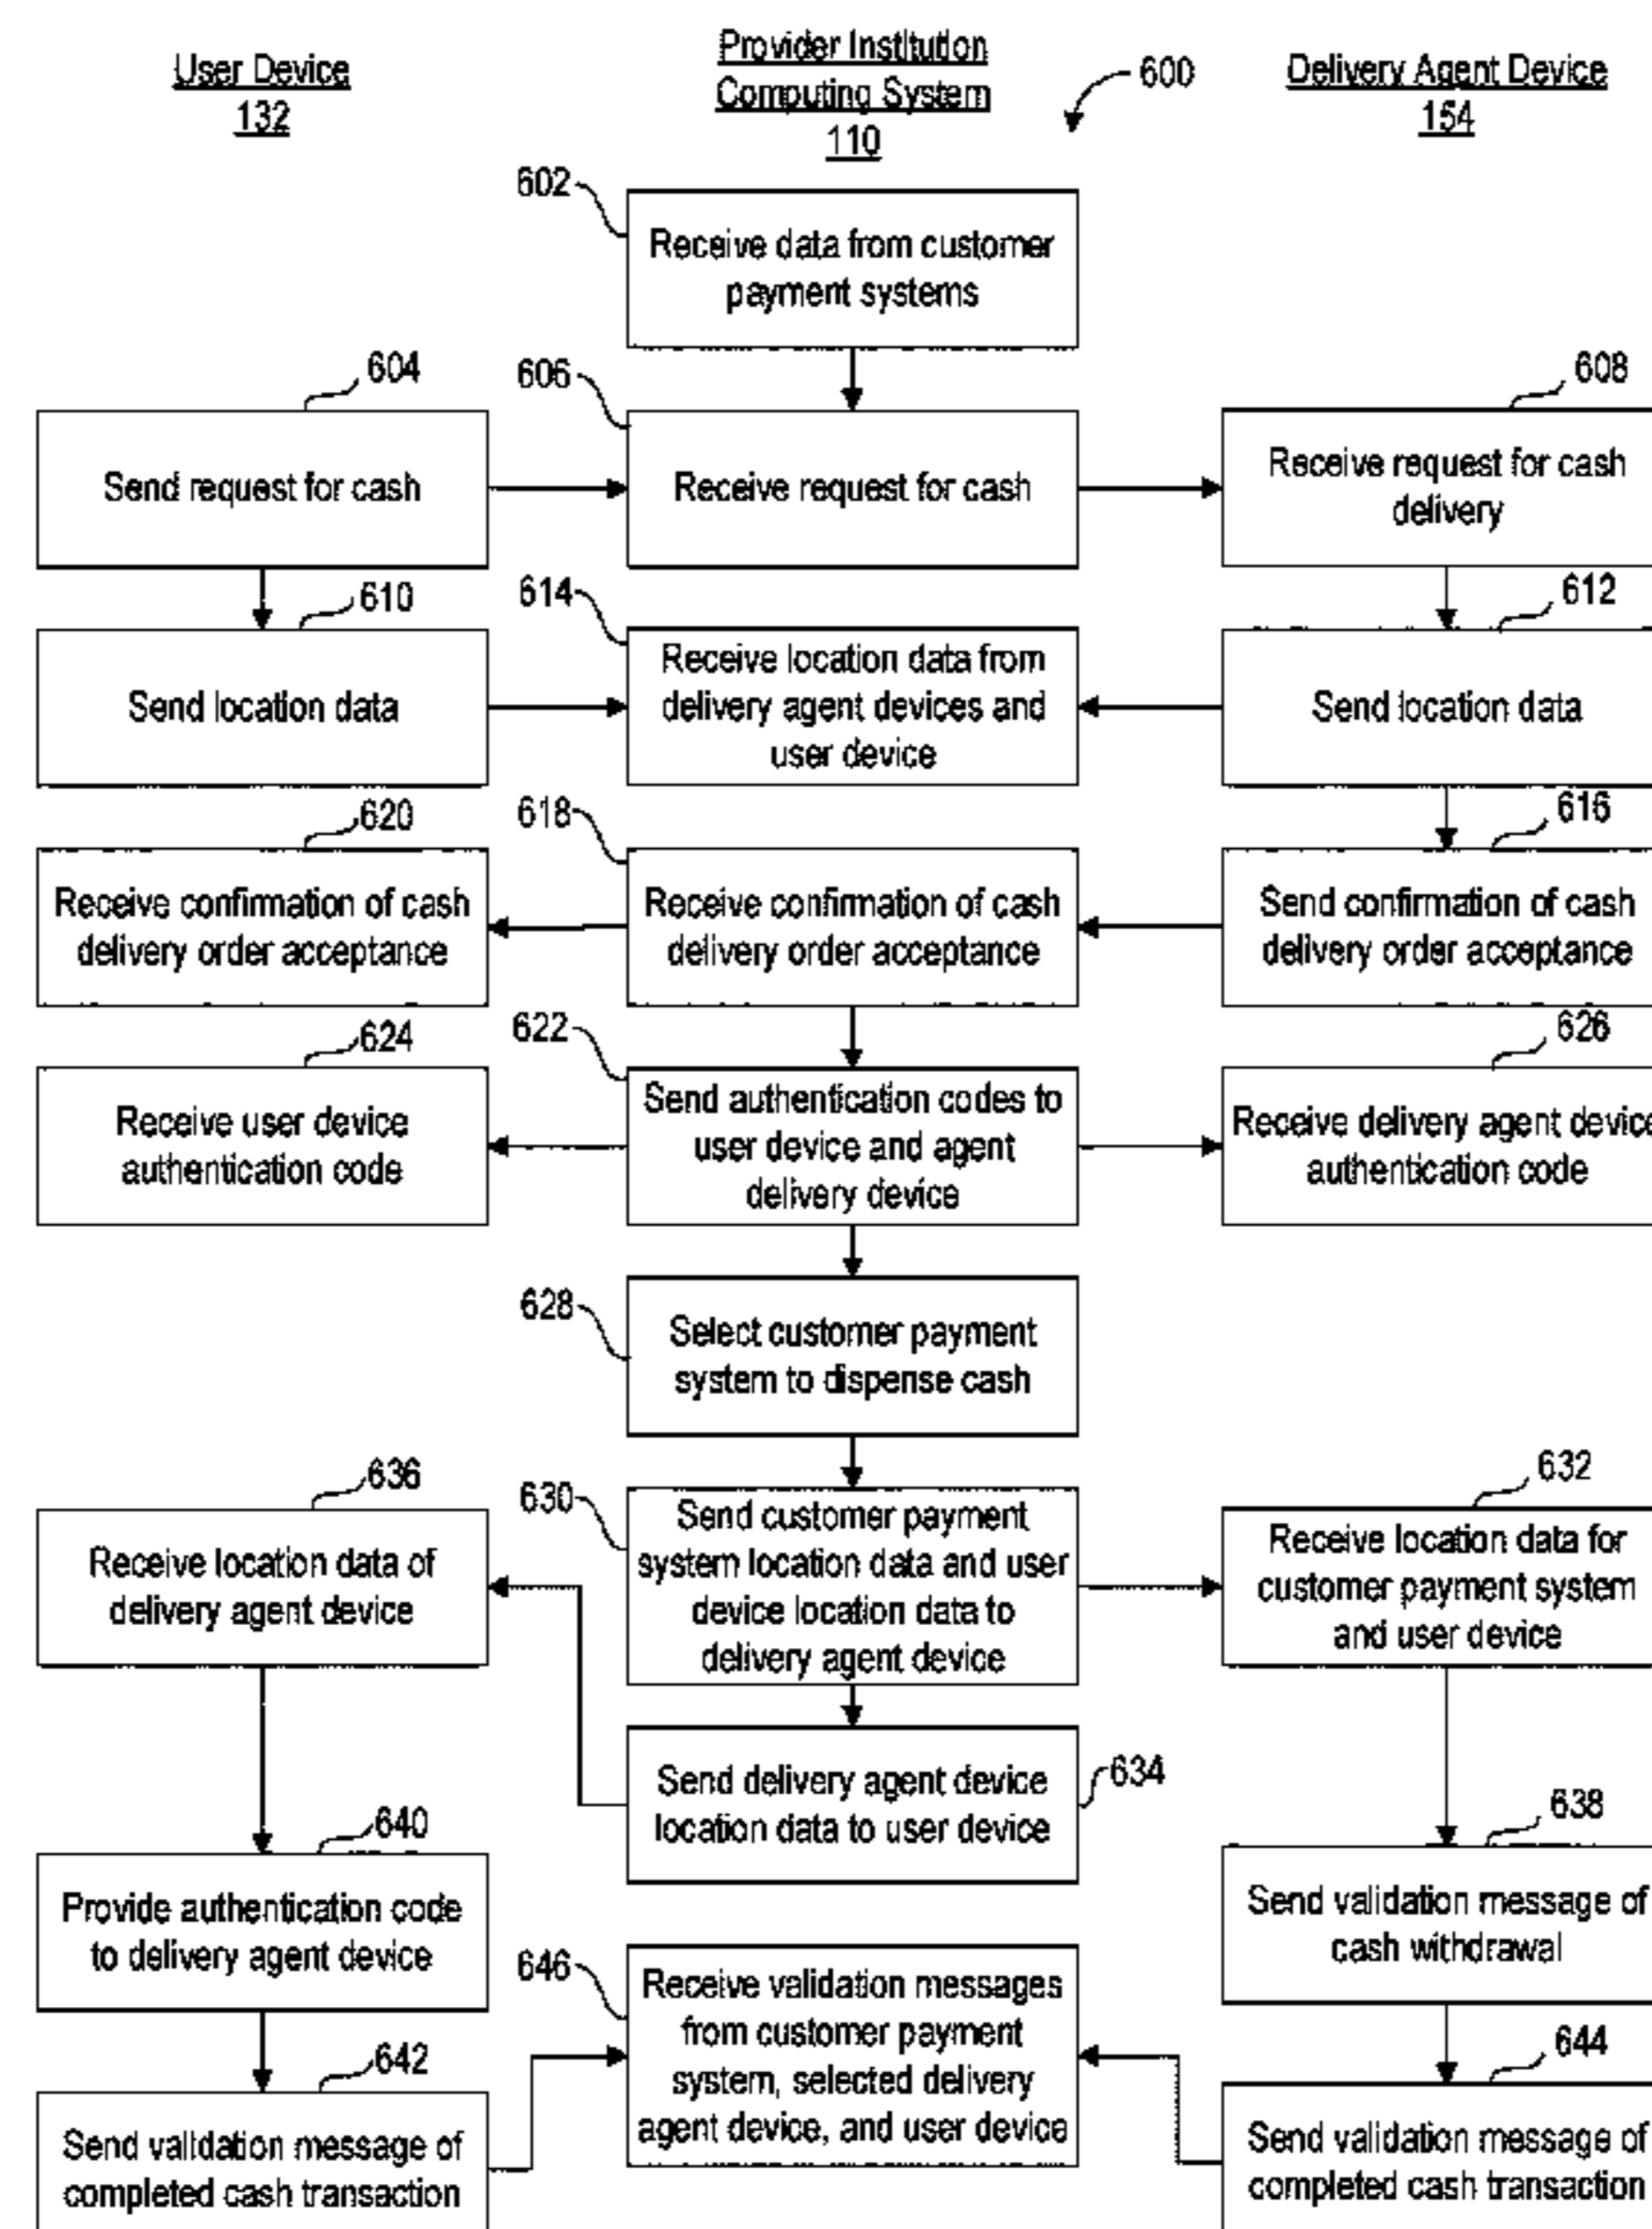 User Device
132
Provider Institution
Computing System
110
600
Delivery Agent Device
154
602
Receive data from customer
payment systems
604
Send request for cash
606
Receive request for cash
608
Receive request for cash
delivery
610
Send location data
614
Receive location data from
delivery agent devices and
user device
612
Send location data
620
Receive confirmation of cash
delivery order acceptance
618
Receive confirmation of cash
delivery order acceptance
616
Send confirmation of cash
delivery order acceptance
624
Receive user device
authentication code
622
Send authentication codes to
user device and agent
delivery device
626
Receive delivery agent device
authentication code
628
Select customer payment
system to dispense cash
636
Receive location data of
delivery agent device
630
Send customer payment
system location data and user
device location data to
delivery agent device
632
Receive location data for
customer payment system
and user device
634
Send delivery agent device
location data to user device
640
Provide authentication code
to delivery agent device
638
Send validation message of
cash withdrawal
646
Receive validation messages
from customer payment
system, selected delivery
agent device, and user device
642
Send validation message of
completed cash transaction
644
Send validation message of
completed cash transaction